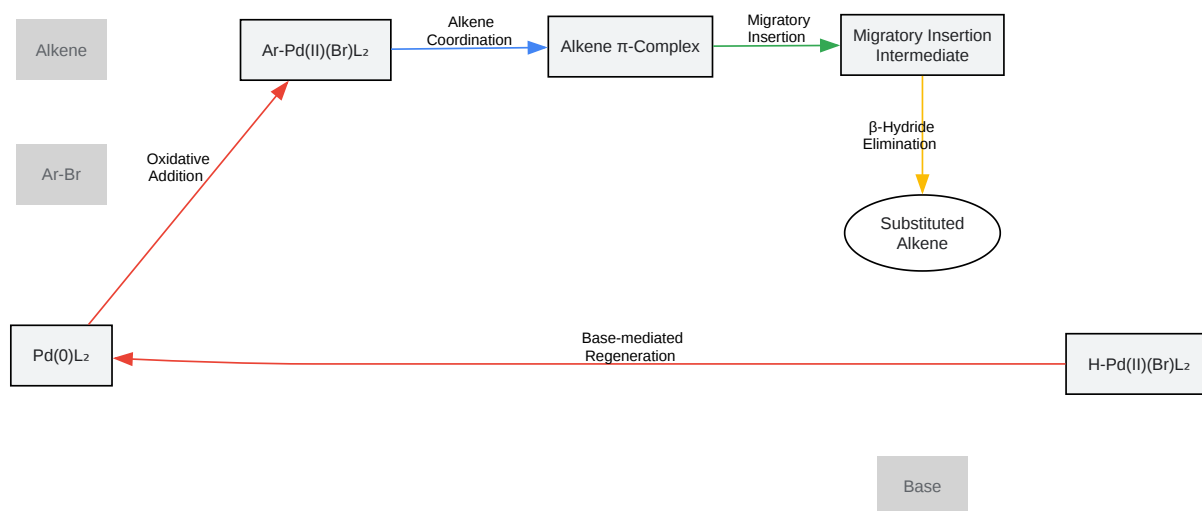 Alkene
Ar-Pd(II)(Br)L₂
Alkene
Coordination
Alkene π-Complex
Migratory
Insertion
Migratory Insertion
Intermediate
Ar-Br
Oxidative
Addition
β-Hydride
Elimination
Substituted
Alkene
Pd(0)L₂
Base-mediated
Regeneration
H-Pd(II)(Br)L₂
Base